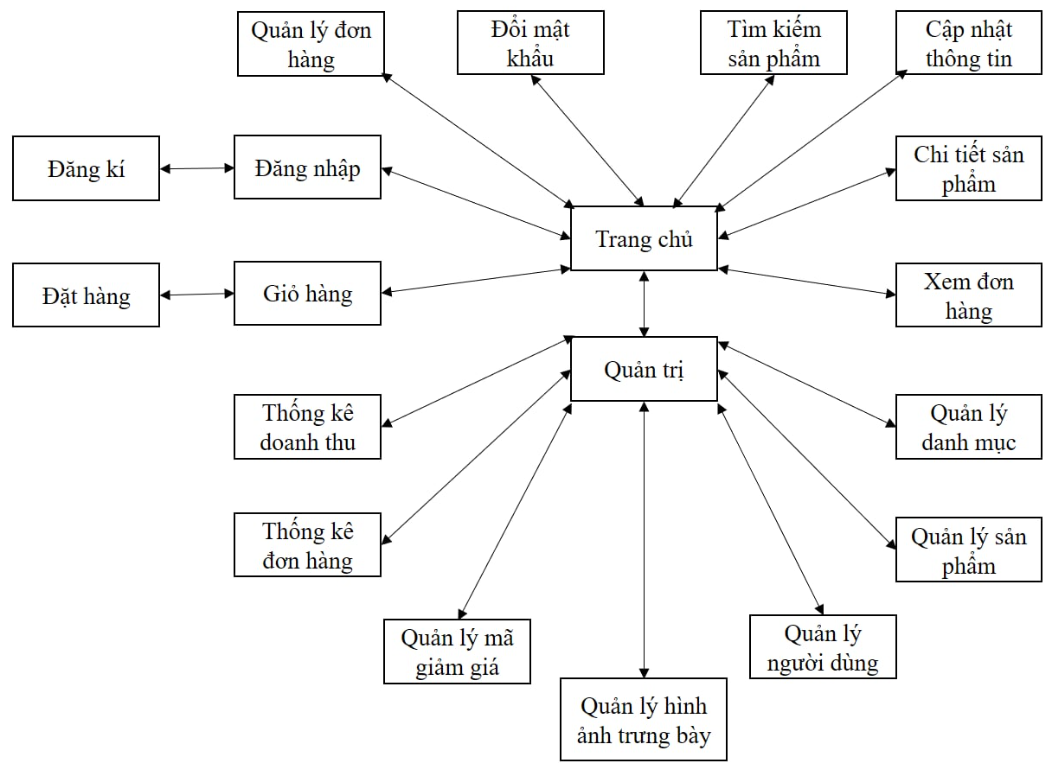 Quản lý đơn
hàng
Đổi mật
khẩu
Tìm kiếm
sản phẩm
Cập nhật
thông tin
Đăng kí
Đăng nhập
Chi tiết sản
phẩm
Trang chủ
Đặt hàng
Giỏ hàng
Xem đơn
hàng
Quản trị
Thống kê
doanh thu
Quản lý
danh mục
Thống kê
đơn hàng
Quản lý sản
phẩm
Quản lý mã
giảm giá
Quản lý
người dùng
Quản lý hình
ảnh trưng bày